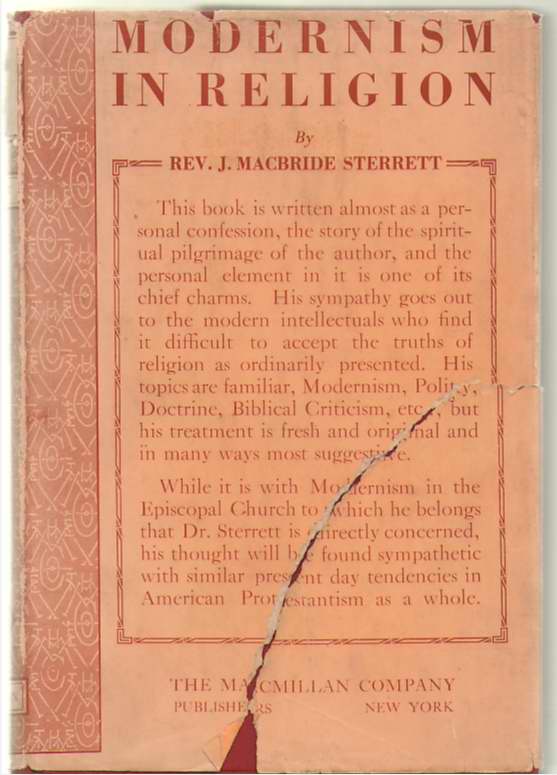 MODERNISM
IN RELIGION
By
REV. J. MACBRIDE STERRETT
This book is written almost as a per-
sonal confession, the story of the spirit-
ual pilgrimage of the author, and the
personal element in it is one of its
chief charms. His sympathy goes out
to the modern intellectuals who find
it difficult to accept the truths of
religion as ordinarily presented. His
topics are familiar, Modernism, Polity,
Doctrine, Biblical Criticism, etc., but
his treatment is fresh and original and
in many ways most suggestive.
While it is with Modernism in the
Episcopal Church to which he belongs
that Dr. Sterrett is directly concerned,
his thought will be found sympathetic
with similar present day tendencies in
American Protestantism as a whole.
THE MACMILLAN COMPANY
PUBLISHERS NEW YORK